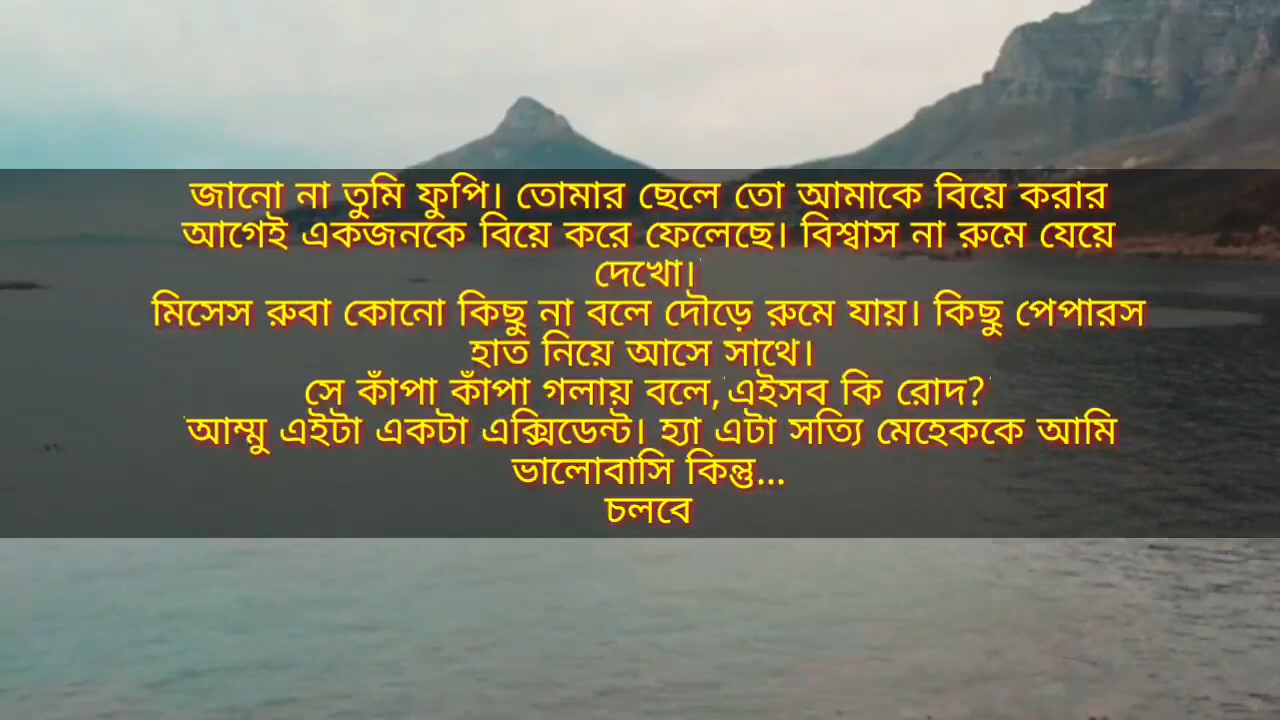 জানো না তুমি ফুপি। তোমার ছেলে তো আমাকে বিয়ে করার
আগেই একজনকে বিয়ে করে ফেলেছে। বিশ্বাস না রুমে যেয়ে
দেখো।
মিসেস রুবা কোনো কিছু না বলে দৌড়ে রুমে যায়। কিছু পেপারস
হাত নিয়ে আসে সাথে।
সে কাঁপা কাঁপা গলায় বলে, এইসব কি রোদ?
আম্মু এইটা একটা এক্সিডেন্ট। হ্যা এটা সত্যি মেহেককে আমি
ভালোবাসি কিন্তু...
চলবে